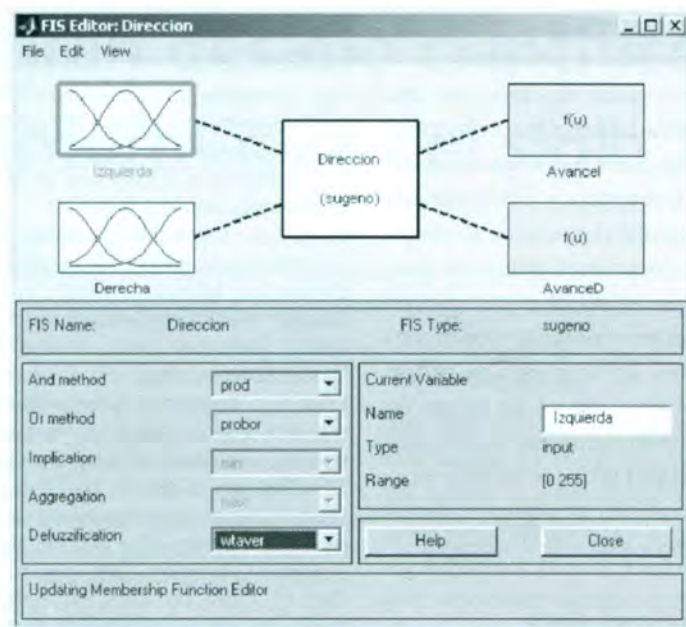 FIS Editor: Direccion
File Edit View
Izquierda
Derecha
Direccion
(sugeno)
f(u)
AvanceI
f(u)
AvanceD
FIS Name: Direccion FIS Type: sugeno
And method prod
Or method probor
Implication min
Aggregation max
Defuzzification wtaver
Current Variable
Name Izquierda
Type input
Range [0 255]
Help Close
Updating Membership Function Editor